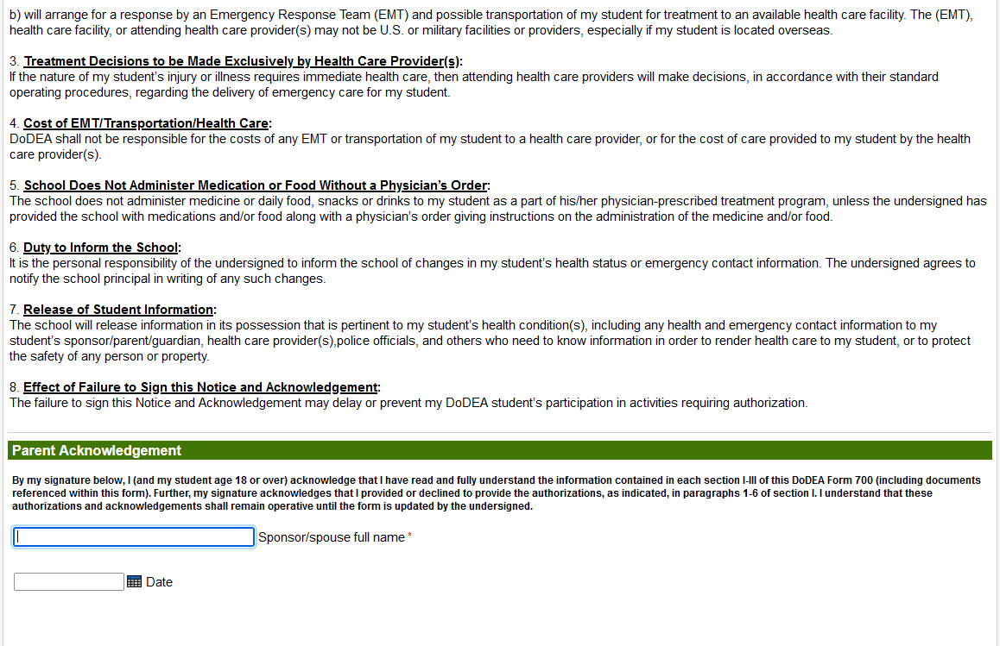 b) will arrange for a response by an Emergency Response Team (EMT) and possible transportation of my student for treatment to an available health care facility. The (EMT),
health care facility, or attending health care provider(s) may not be U.S. or military facilities or providers, especially if my student is located overseas.
3. Treatment Decisions to be Made Exclusively by Health Care Provider(s):
If the nature of my student's injury or illness requires immediate health care, then attending health care providers will make decisions, in accordance with their standard
operating procedures, regarding the delivery of emergency care for my student.
4. Cost of EMT/Transportation/Health Care:
DoDEA shall not be responsible for the costs of any EMT or transportation of my student to a health care provider, or for the cost of care provided to my student by the health
care provider(s).
5. School Does Not Administer Medication or Food Without a Physician’s Order:
The school does not administer medicine or daily food, snacks or drinks to my student as a part of his/her physician-prescribed treatment program, unless the undersigned has
provided the school with medications and/or food along with a physician’s order giving instructions on the administration of the medicine and/or food.
6. Duty to Inform the School:
It is the personal responsibility of the undersigned to inform the school of changes in my student’s health status or emergency contact information. The undersigned agrees to
notify the school principal in writing of any such changes.
7. Release of Student Information:
The school will release information in its possession that is pertinent to my student’s health condition(s), including any health and emergency contact information to my
student’s sponsor/parent/guardian, health care provider(s),police officials, and others who need to know information in order to render health care to my student, or to protect
the safety of any person or property.
8. Effect of Failure to Sign this Notice and Acknowledgement:
The failure to sign this Notice and Acknowledgement may delay or prevent my DoDEA student’s participation in activities requiring authorization.
Parent Acknowledgement
By my signature below, I (and my student age 18 or over) acknowledge that I have read and fully understand the information contained in each section I-III of this DoDEA Form 700 (including documents
referenced within this form). Further, my signature acknowledges that I provided or declined to provide the authorizations, as indicated, in paragraphs 1-6 of section I. I understand that these
authorizations and acknowledgements shall remain operative until the form is updated by the undersigned.
Sponsor/spouse full name *
Date